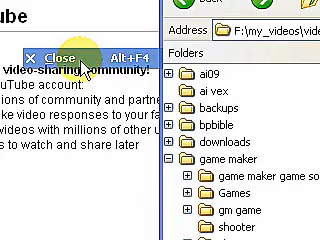 ube
Close Alt+F4
video-sharing community!
uTube account:
ions of community and partne
ke video responses to your fa
videos with millions of other u
s to watch and share later
Back
Address F:\my_videos\vide
Folders
ai09
ai vex
backups
bpbible
downloads
game maker
game maker game so
Games
gm game
shooter